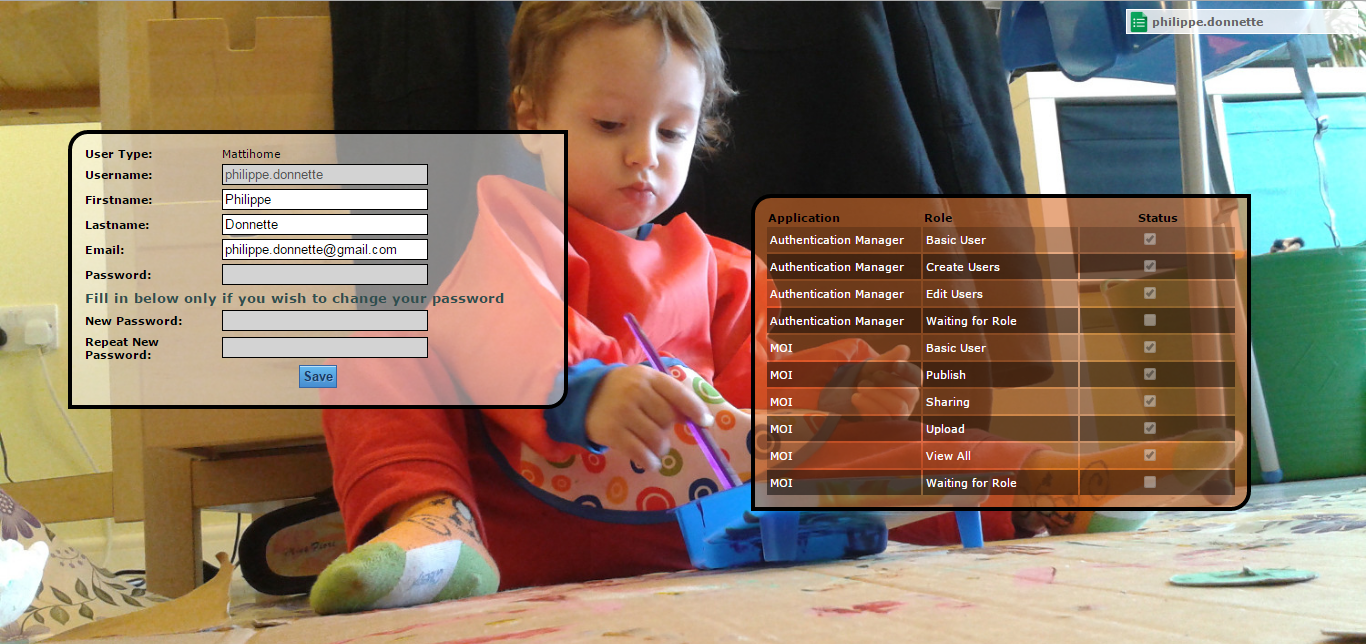 philippe.donnette
User Type: Mattihome
Username: philippe.donnette
Firstname: Philippe
Lastname: Donnette
Email: philippe.donnette@gmail.com
Password:
Fill in below only if you wish to change your password
New Password:
Repeat New
Password:
Save
Application Role Status
Authentication Manager Basic User
Authentication Manager Create Users
Authentication Manager Edit Users
Authentication Manager Waiting for Role
MOI Basic User
MOI Publish
MOI Sharing
MOI Upload
MOI View All
MOI Waiting for Role